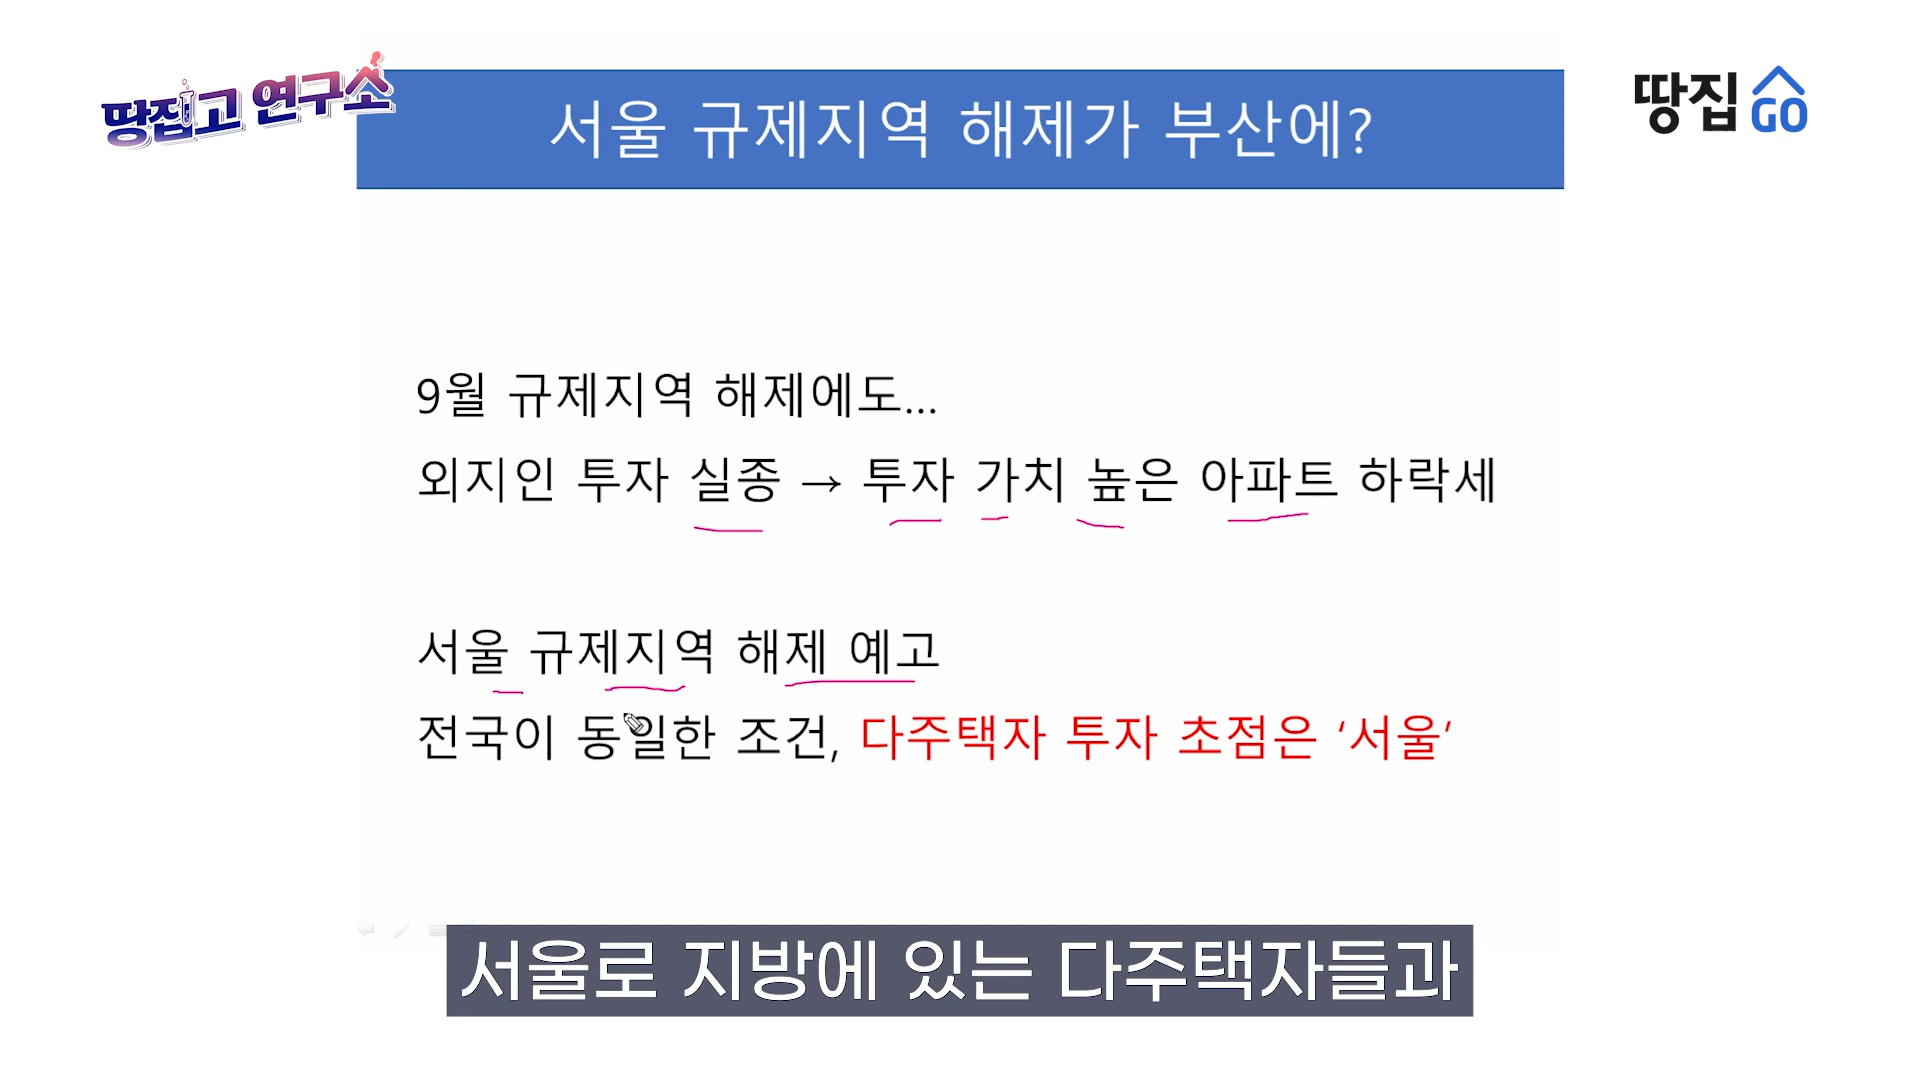 땅집고 연구소
서울 규제지역 해제가 부산에?
땅집GO
9월 규제지역 해제에도...
외지인 투자 실종 → 투자 가치 높은 아파트 하락세
서울 규제지역 해제 예고
전국이 동일한 조건, 다주택자 투자 초점은 ‘서울’
서울로 지방에 있는 다주택자들과